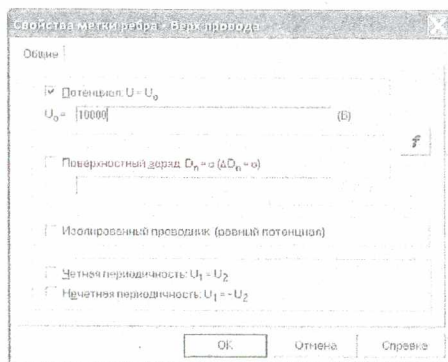 Свойства метки ребра - Верх провода
Общие
Потенциал: U = U₀
U₀ = 10000 (В)
f
Поверхностный заряд: Dₙ = σ (ΔDₙ = σ)
Изолированный проводник (равный потенциал)
Четная периодичность: U₁ = U₂
Нечетная периодичность: U₁ = -U₂
OK Отмена Справка